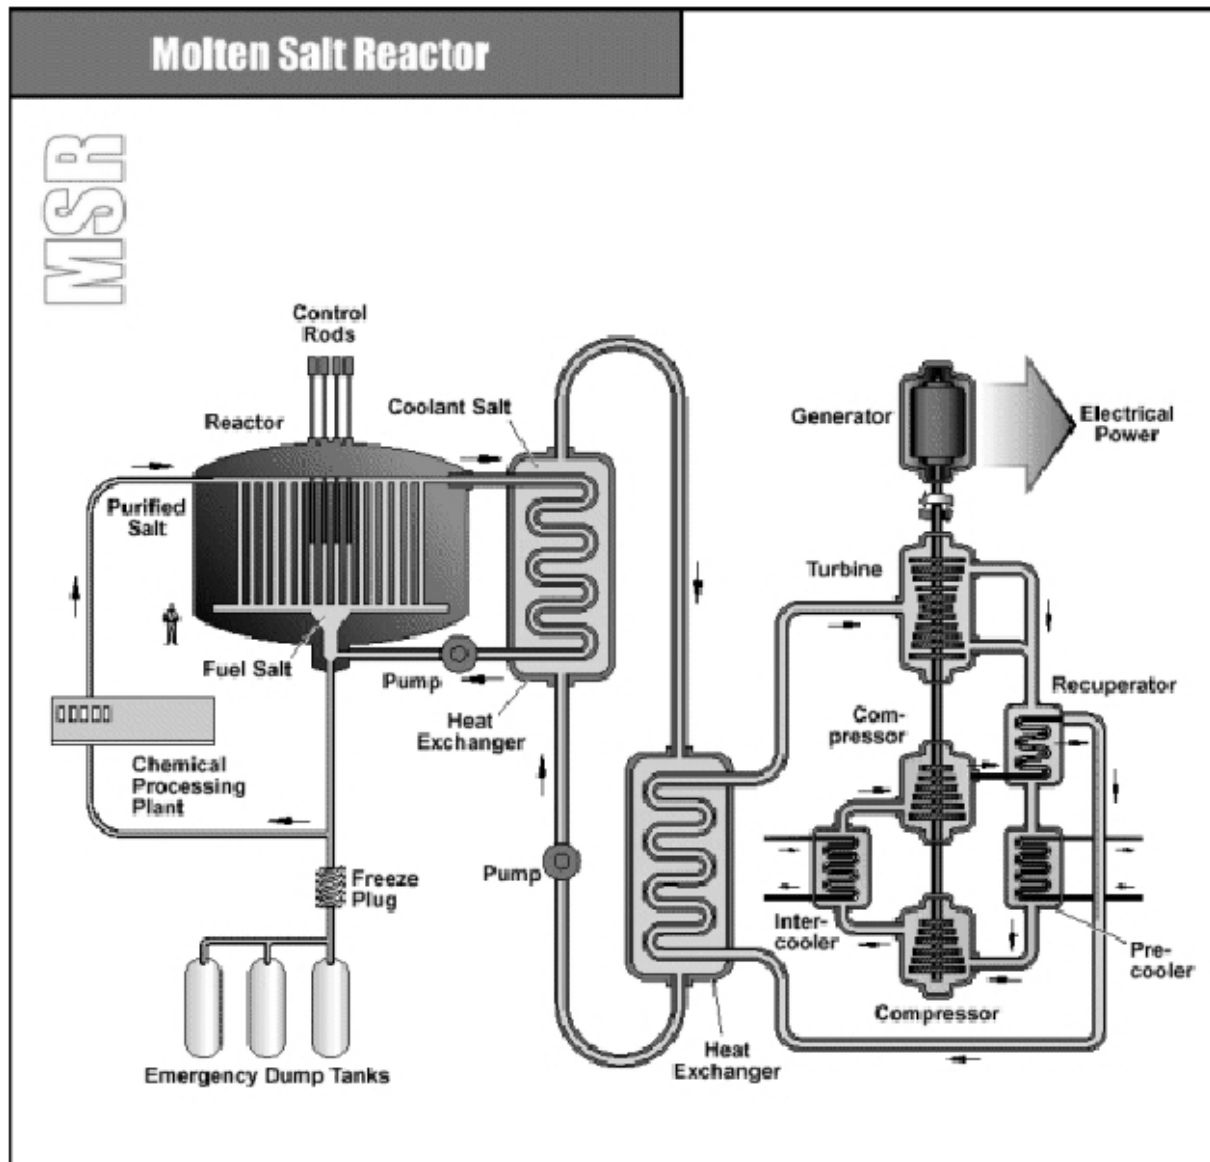 Molten Salt Reactor
MSR
Control
Rods
Coolant Salt
Reactor
Generator
Electrical
Power
Purified
Salt
Turbine
Fuel Salt
Pump
Recuperator
Heat
Exchanger
Com-
pressor
Chemical
Processing
Plant
Freeze
Plug
Pump
Inter-
cooler
Pre-
cooler
Compressor
Heat
Exchanger
Emergency Dump Tanks